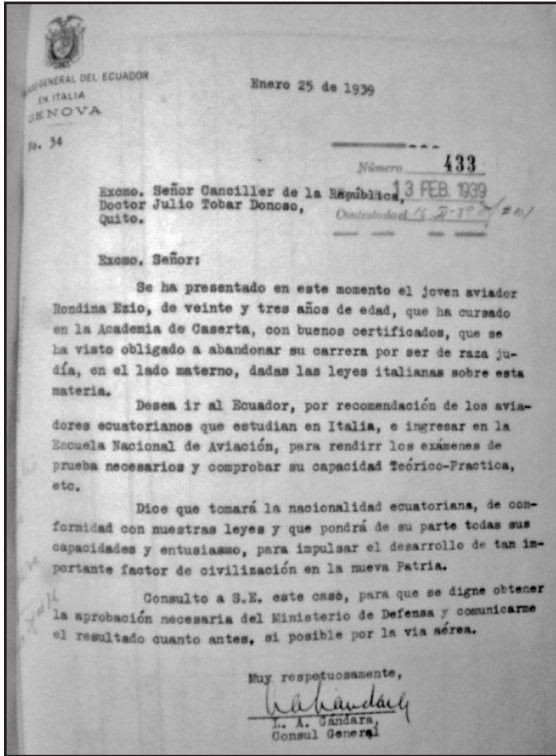 GENERAL DEL ECUADOR
EN ITALIA
GENOVA
No. 34
Enero 25 de 1939
Número 433
13 FEB. 1939
Contestado el
Excmo. Señor Canciller de la República,
Doctor Julio Tobar Donoso,
Quito.
Excmo. Señor:
Se ha presentado en este momento el joven aviador
Rondina Ezio, de veinte y tres años de edad, que ha cursado
en la Academia de Caserta, con buenos certificados, que se
ha visto obligado a abandonar su carrera por ser de raza ju-
día, en el lado materno, dadas las leyes italianas sobre esta
materia.
Desea ir al Ecuador, por recomendación de los avia-
dores ecuatorianos que estudian en Italia, e ingresar en la
Escuela Nacional de Aviación, para rendirr los exámenes de
prueba necesarios y comprobar su capacidad Teórico-Practica,
etc.
Dice que tomará la nacionalidad ecuatoriana, de con-
formidad con nuestras leyes y que pondrá de su parte todas sus
capacidades y entusiasmo, para impulsar el desarrollo de tan im-
portante factor de civilización en la nueva Patria.
Consulto a S.E. este caso, para que se digne obtener
la aprobación necesaria del Ministerio de Defensa y comunicarme
el resultado cuanto antes, si posible por la via aérea.
Muy respetuosamente,
L. A. Gándara,
Consul General